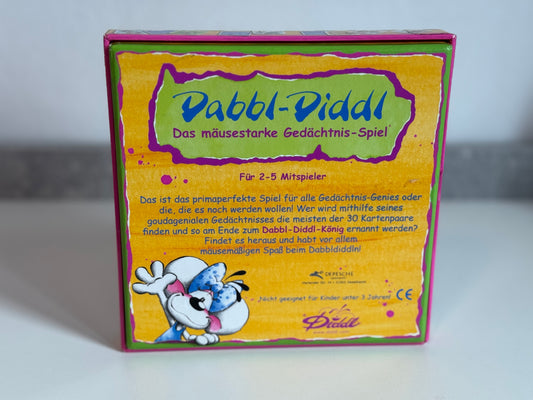 Dabbl-Diddl
Das mäusestarke Gedächtnis-Spiel
Für 2-5 Mitspieler
Das ist das primaperfekte Spiel für alle Gedächtnis-Genies oder
die, die es noch werden wollen! Wer wird mithilfe seines
goudagenialen Gedächtnisses die meisten der 30 Kartenpaare
finden und so am Ende zum Dabbl-Diddl-König ernannt werden?
Findet es heraus und habt vor allem
mäusemäßigen Spaß beim Dabbldiddln!
DEPESCHE
Nicht geeignet für Kinder unter 3 Jahren!
CE
Diddl